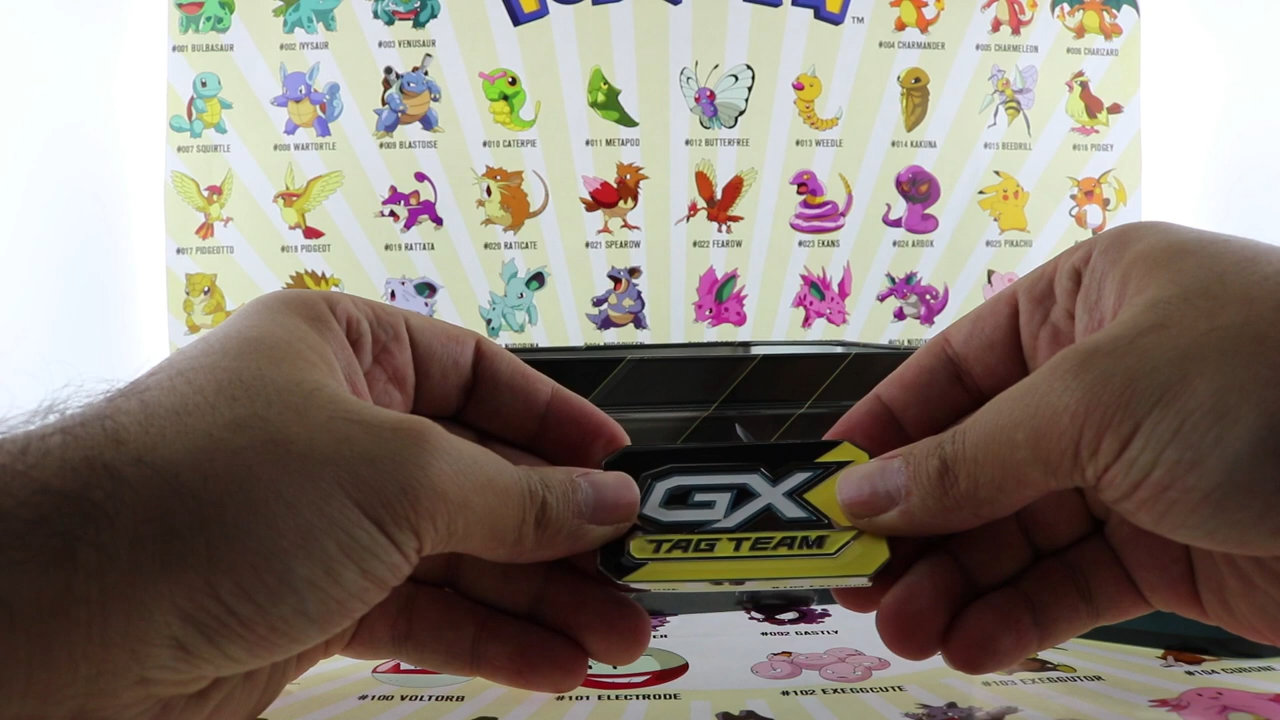 TM
#001 BULBASAUR #002 IVYSAUR #003 VENUSAUR #004 CHARMANDER #005 CHARMELEON #006 CHARIZARD
#007 SQUIRTLE #008 WARTORTLE #009 BLASTOISE #010 CATERPIE #011 METAPOD #012 BUTTERFREE #013 WEEDLE #014 KAKUNA #015 BEEDRILL #016 PIDGEY
#017 PIDGEOTTO #018 PIDGEOT #019 RATTATA #020 RATICATE #021 SPEAROW #022 FEAROW #023 EKANS #024 ARBOK #025 PIKACHU
GX
TAG TEAM
#092 GASTLY
#100 VOLTORB #101 ELECTRODE #102 EXEGGCUTE #103 EXEGGUTOR #104 CUBONE